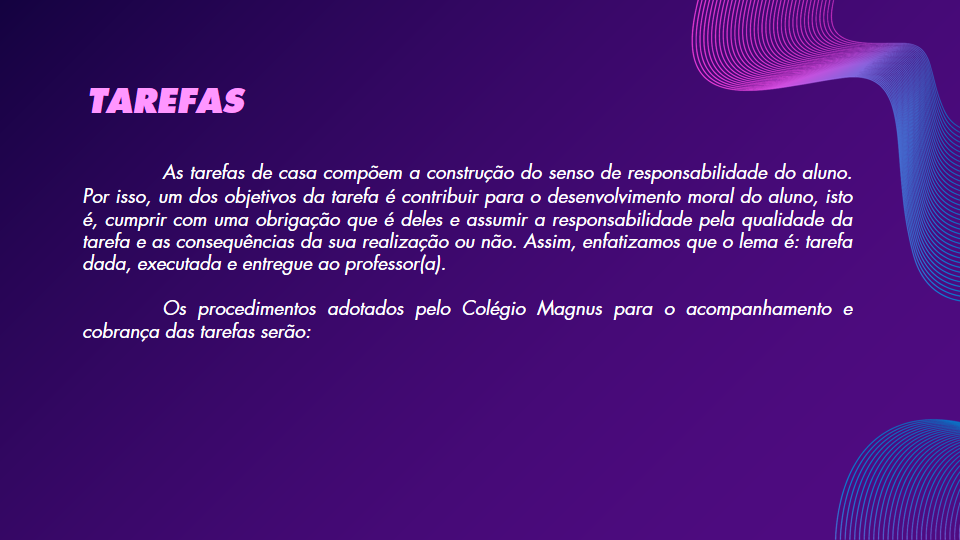 TAREFAS
As tarefas de casa compõem a construção do senso de responsabilidade do aluno.
Por isso, um dos objetivos da tarefa é contribuir para o desenvolvimento moral do aluno, isto
é, cumprir com uma obrigação que é deles e assumir a responsabilidade pela qualidade da
tarefa e as consequências da sua realização ou não. Assim, enfatizamos que o lema é: tarefa
dada, executada e entregue ao professor(a).
Os procedimentos adotados pelo Colégio Magnus para o acompanhamento e
cobrança das tarefas serão: